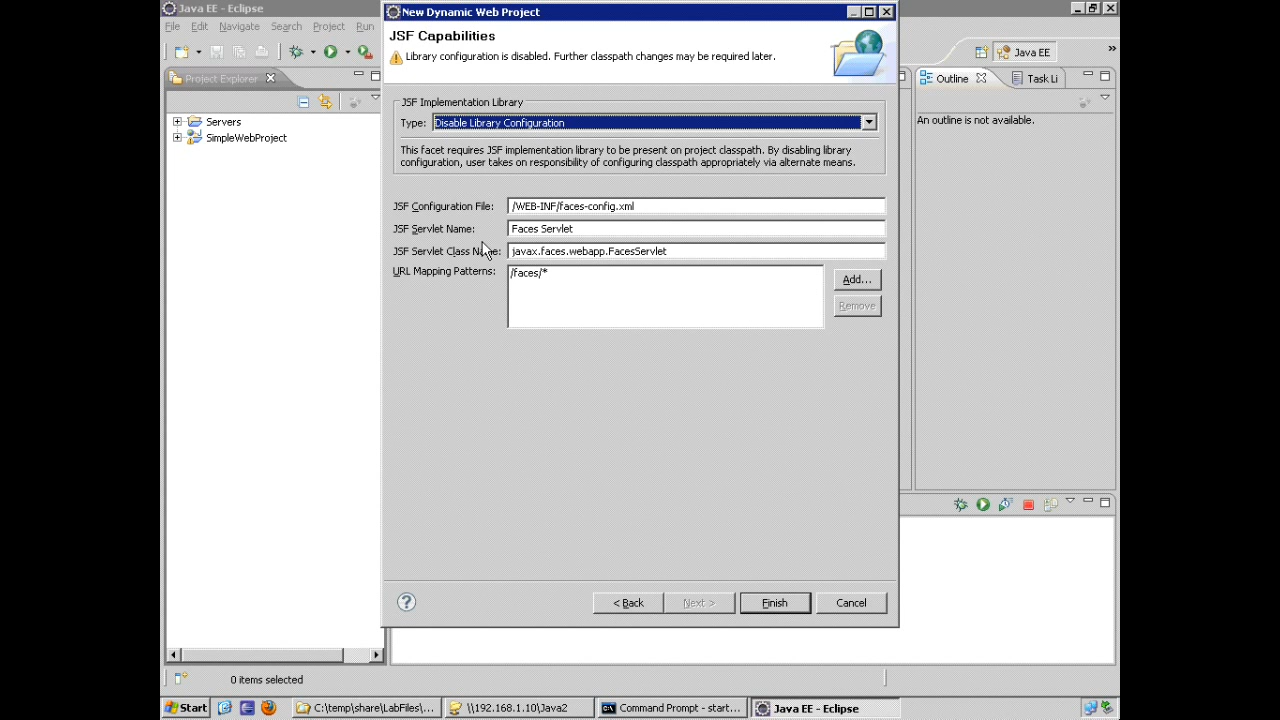 Java EE - Eclipse
File Edit Navigate Search Project Run
Java EE
»
Project Explorer
Servers
SimpleWebProject
New Dynamic Web Project
JSF Capabilities
Library configuration is disabled. Further classpath changes may be required later.
JSF Implementation Library
Type: Disable Library Configuration
This facet requires JSF implementation library to be present on project classpath. By disabling library
configuration, user takes on responsibility of configuring classpath appropriately via alternate means.
JSF Configuration File: /WEB-INF/faces-config.xml
JSF Servlet Name: Faces Servlet
JSF Servlet Class Name: javax.faces.webapp.FacesServlet
URL Mapping Patterns: /faces/*
Add...
Remove
< Back Next > Finish Cancel
Outline Task Li
An outline is not available.
0 items selected
Start C:\temp\share\LabFiles\... \\192.168.1.10\Java2 Command Prompt - start... Java EE - Eclipse